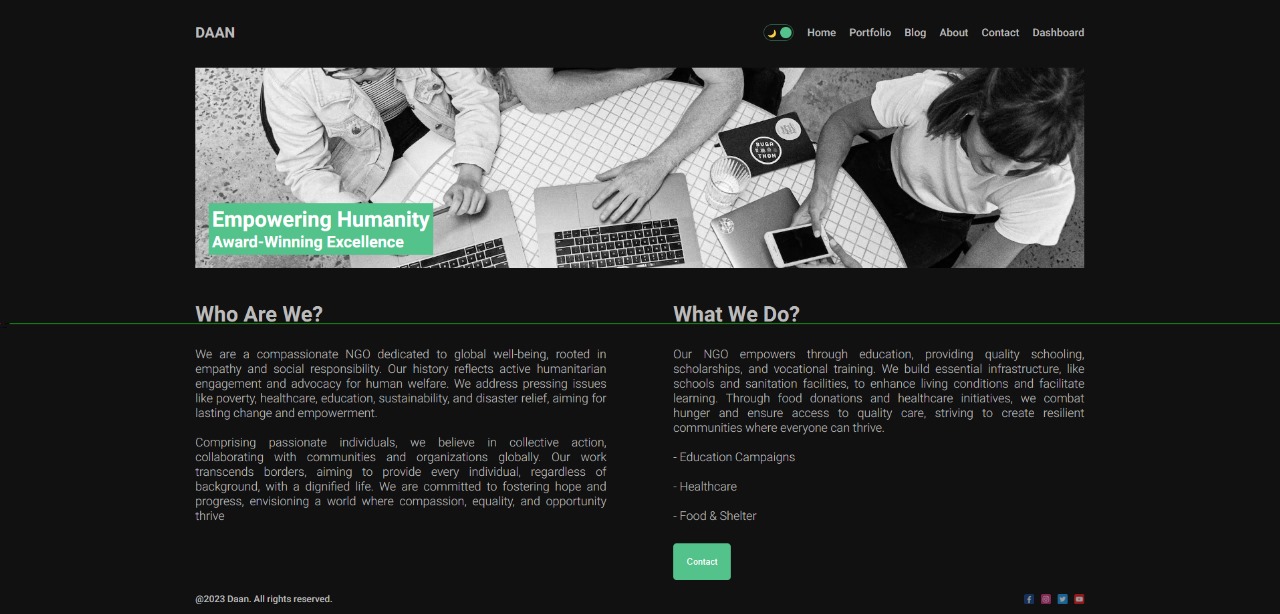 DAAN
Home Portfolio Blog About Contact Dashboard
BUGR
THON
Empowering Humanity
Award-Winning Excellence
Who Are We?
We are a compassionate NGO dedicated to global well-being, rooted in
empathy and social responsibility. Our history reflects active humanitarian
engagement and advocacy for human welfare. We address pressing issues
like poverty, healthcare, education, sustainability, and disaster relief, aiming for
lasting change and empowerment.
Comprising passionate individuals, we believe in collective action,
collaborating with communities and organizations globally. Our work
transcends borders, aiming to provide every individual, regardless of
background, with a dignified life. We are committed to fostering hope and
progress, envisioning a world where compassion, equality, and opportunity
thrive
What We Do?
Our NGO empowers through education, providing quality schooling,
scholarships, and vocational training. We build essential infrastructure, like
schools and sanitation facilities, to enhance living conditions and facilitate
learning. Through food donations and healthcare initiatives, we combat
hunger and ensure access to quality care, striving to create resilient
communities where everyone can thrive.
- Education Campaigns
- Healthcare
- Food & Shelter
Contact
@2023 Daan. All rights reserved.